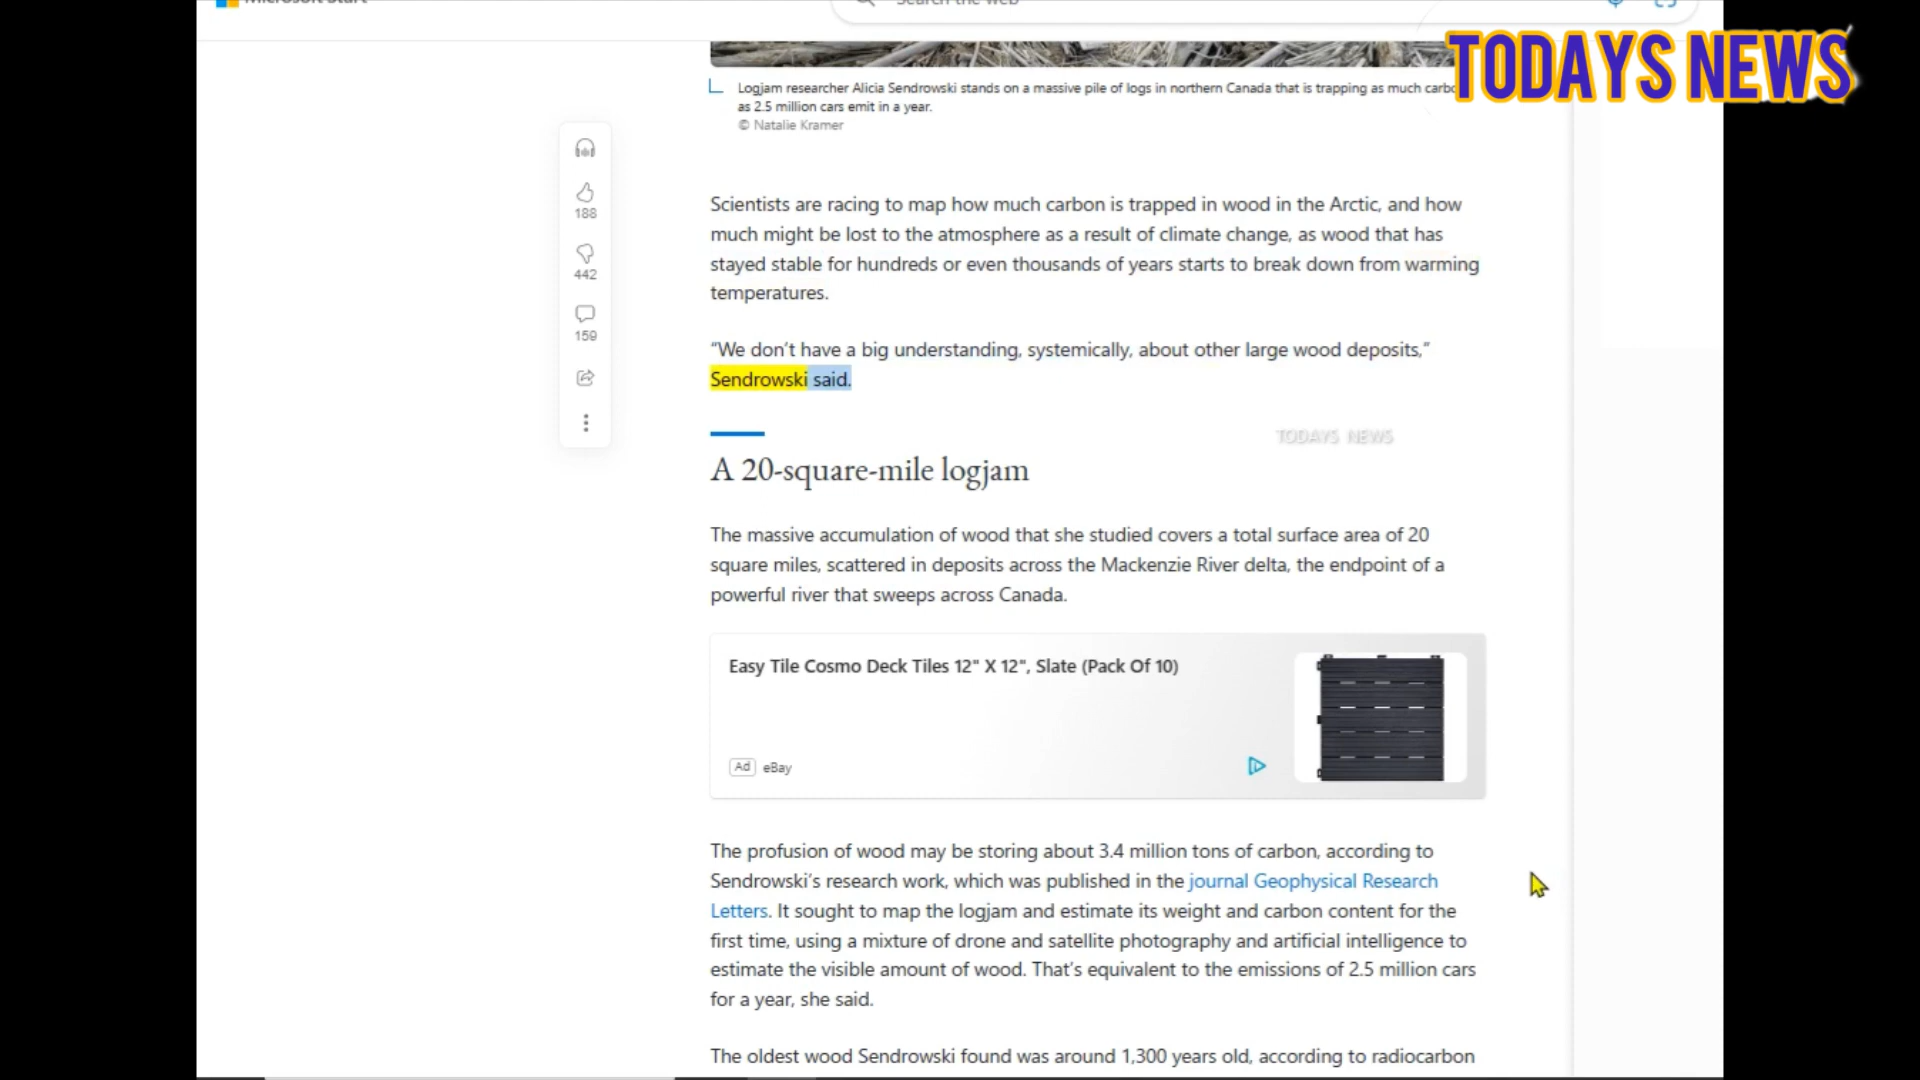 Microsoft Start
Search the web
TODAYS NEWS
Logjam researcher Alicia Sendrowski stands on a massive pile of logs in northern Canada that is trapping as much carbo
as 2.5 million cars emit in a year.
© Natalie Kramer
188
442
159
Scientists are racing to map how much carbon is trapped in wood in the Arctic, and how
much might be lost to the atmosphere as a result of climate change, as wood that has
stayed stable for hundreds or even thousands of years starts to break down from warming
temperatures.
“We don’t have a big understanding, systemically, about other large wood deposits,”
Sendrowski said.
TODAYS NEWS
A 20-square-mile logjam
The massive accumulation of wood that she studied covers a total surface area of 20
square miles, scattered in deposits across the Mackenzie River delta, the endpoint of a
powerful river that sweeps across Canada.
Easy Tile Cosmo Deck Tiles 12" X 12", Slate (Pack Of 10)
Ad eBay
The profusion of wood may be storing about 3.4 million tons of carbon, according to
Sendrowski’s research work, which was published in the journal Geophysical Research
Letters. It sought to map the logjam and estimate its weight and carbon content for the
first time, using a mixture of drone and satellite photography and artificial intelligence to
estimate the visible amount of wood. That’s equivalent to the emissions of 2.5 million cars
for a year, she said.
The oldest wood Sendrowski found was around 1,300 years old, according to radiocarbon